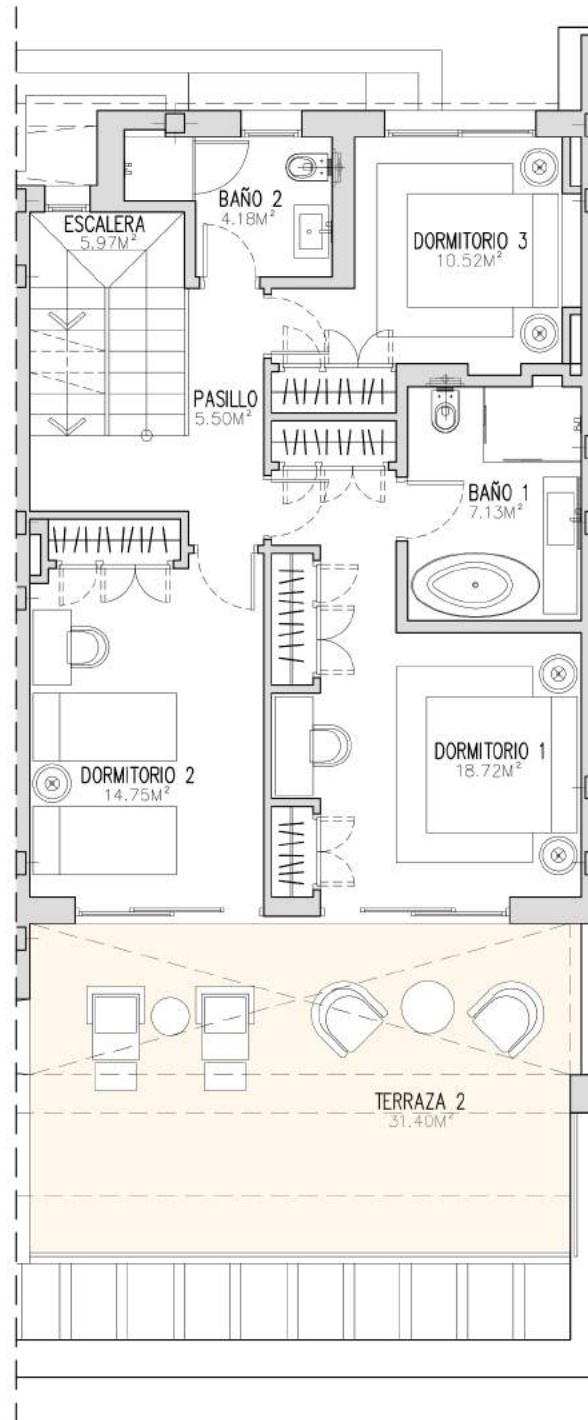 BAÑO 2
4.18M²
ESCALERA
5.97M²
DORMITORIO 3
10.52M²
PASILLO
5.50M²
BAÑO 1
7.13M²
DORMITORIO 1
18.72M²
DORMITORIO 2
14.75M²
TERRAZA 2
31.40M²